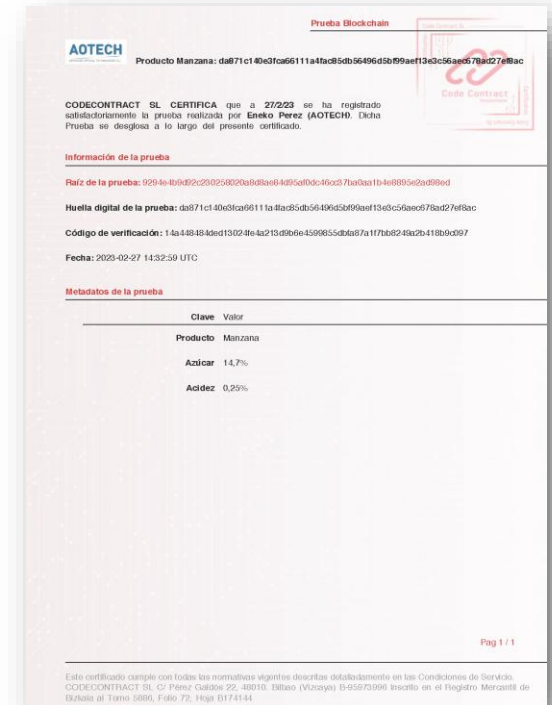 Prueba Blockchain
AOTECH
Producto Manzana: da871c140e3fca66111a4fac85db56496d5bf99aef13e3c56aec678ad27ef8ac
Code Contract
CODECONTRACT SL CERTIFICA que a 27/2/23 se ha registrado
satisfactoriamente la prueba realizada por Eneko Perez (AOTECH). Dicha
Prueba se desglosa a lo largo del presente certificado.
Información de la prueba
Raíz de la prueba: 9294e4b9d92c230258020a8d8ae84d95af0dc46cc37ba0aa1b4e8895e2ad98ed
Huella digital de la prueba: da871c140e3fca66111a4fac85db56496d5bf99aef13e3c56aec678ad27ef8ac
Código de verificación: 14a448484ded13024fe4a213d9b6e4599855dbfa87a1f7bb8249a2b418b9c097
Fecha: 2023-02-27 14:32:59 UTC
Metadatos de la prueba
Clave Valor
Producto Manzana
Azúcar 14,7%
Acidez 0,25%
Pag 1 / 1
Este certificado cumple con todas las normativas vigentes descritas detalladamente en las Condiciones de Servicio.
CODECONTRACT SL C/ Pérez Galdós 22, 48010. Bilbao (Vizcaya) B-95973996 Inscrito en el Registro Mercantil de
Bizkaia al Tomo 5886, Folio 72, Hoja B174144